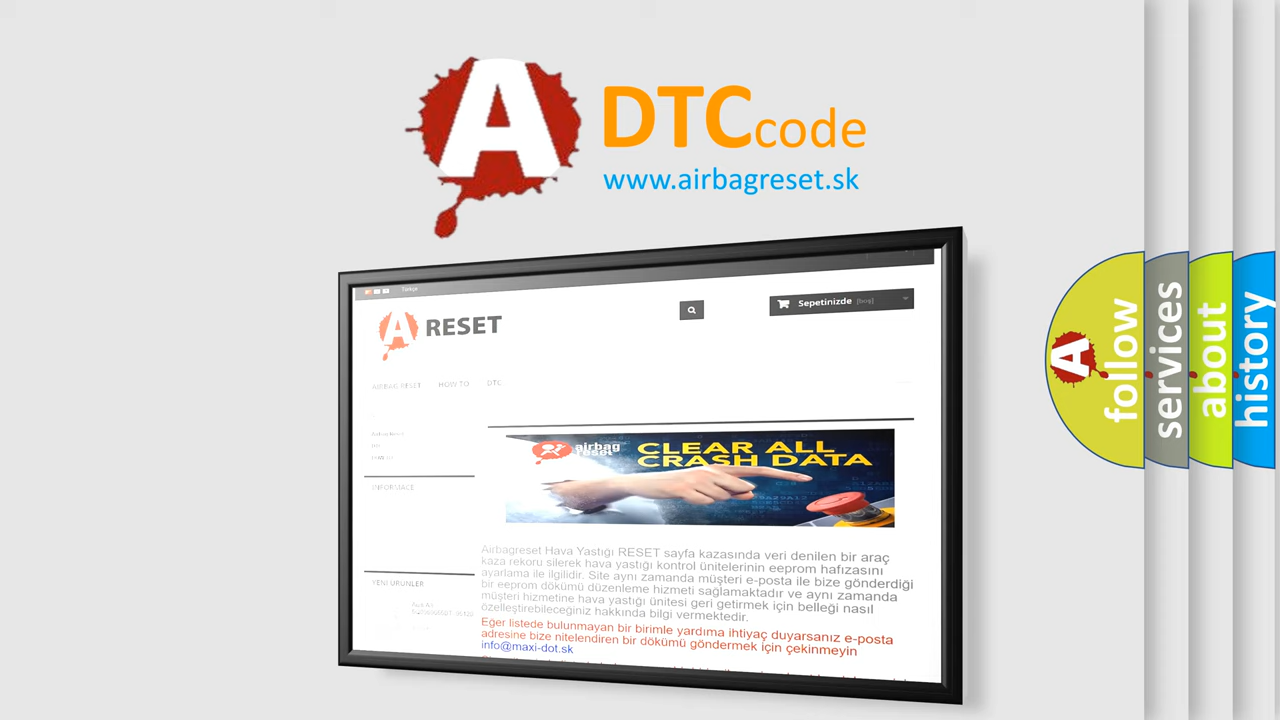 A DTCcode
www.airbagreset.sk
Türkçe
A RESET
Sepetinizde [boş]
AIRBAG RESET HOW TO DTC
INFORMACE
airbag
reset
CLEAR ALL
CRASH DATA
Airbagreset Hava Yastığı RESET sayfa kazasında veri denilen bir araç
kaza rekoru silerek hava yastığı kontrol ünitelerinin eeprom hafızasını
ayarlama ile ilgilidir. Site aynı zamanda müşteri e-posta ile bize gönderdiği
bir eeprom dökümü düzenleme hizmeti sağlamaktadır ve aynı zamanda
müşteri hizmetine hava yastığı ünitesi geri getirmek için belleği nasıl
özelleştirebileceğiniz hakkında bilgi vermektedir.
Eğer listede bulunmayan bir birimle yardıma ihtiyaç duyarsanız e-posta
adresine bize nitelendiren bir dökümü göndermek için çekinmeyin
info@maxi-dot.sk
YENI ÜRÜNLER
A follow
services
about
history